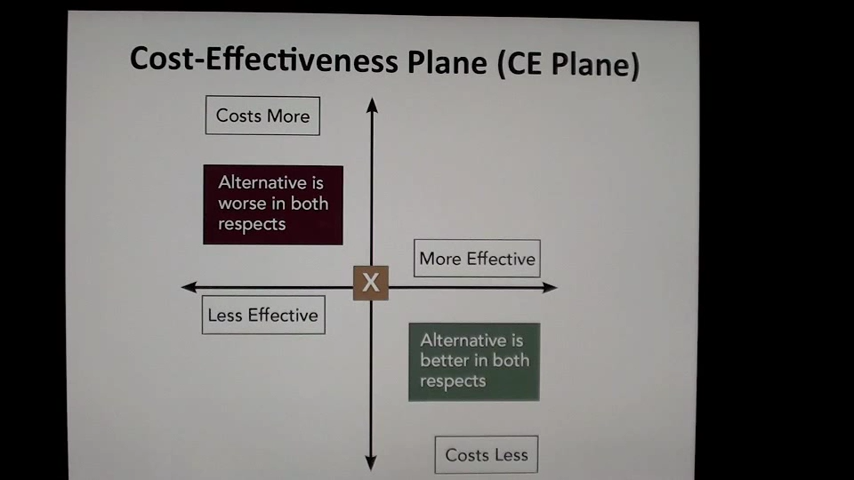 Cost-Effectiveness Plane (CE Plane)
Costs More
Alternative is
worse in both
respects
More Effective
X
Less Effective
Alternative is
better in both
respects
Costs Less